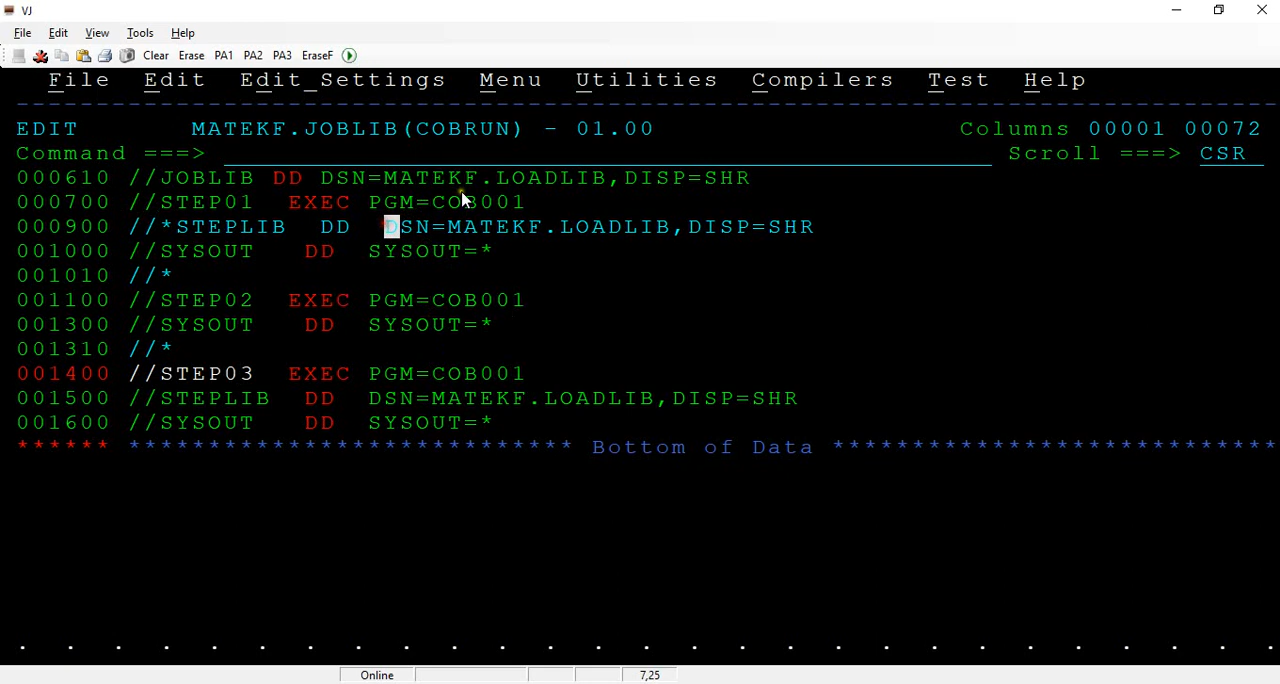 VJ
File Edit View Tools Help
Clear Erase PA1 PA2 PA3 EraseF
File Edit Edit_Settings Menu Utilities Compilers Test Help
EDIT MATEKF.JOBLIB(COBRUN) - 01.00 Columns 00001 00072
Command ===> Scroll ===> CSR
000610 //JOBLIB DD DSN=MATEKF.LOADLIB,DISP=SHR
000700 //STEP01 EXEC PGM=COB001
000900 //*STEPLIB DD DSN=MATEKF.LOADLIB,DISP=SHR
001000 //SYSOUT DD SYSOUT=*
001010 //*
001100 //STEP02 EXEC PGM=COB001
001300 //SYSOUT DD SYSOUT=*
001310 //*
001400 //STEP03 EXEC PGM=COB001
001500 //STEPLIB DD DSN=MATEKF.LOADLIB,DISP=SHR
001600 //SYSOUT DD SYSOUT=*
****** **************************** Bottom of Data ****************************
. . . . . . . . . . . . . . . . . . . . . . . . . . .
Online 7,25